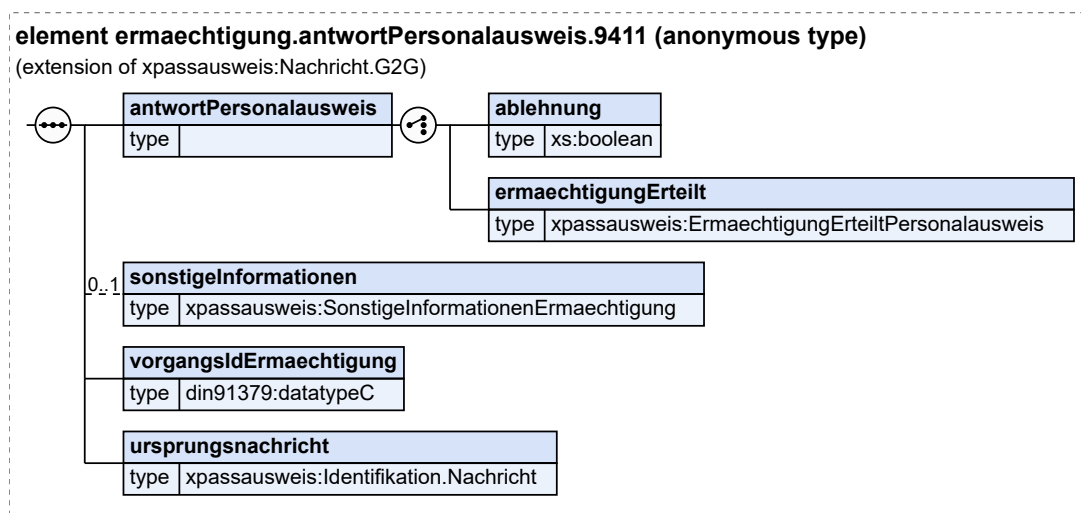 element ermaechtigung.antwortPersonalausweis.9411 (anonymous type)
(extension of xpassausweis:Nachricht.G2G)
antwortPersonalausweis
type
ablehnung
type xs:boolean
ermaechtigungErteilt
type xpassausweis:ErmaechtigungErteiltPersonalausweis
0..1
sonstigeInformationen
type xpassausweis:SonstigeInformationenErmaechtigung
vorgangsIdErmaechtigung
type din91379:datatypeC
ursprungsnachricht
type xpassausweis:Identifikation.Nachricht